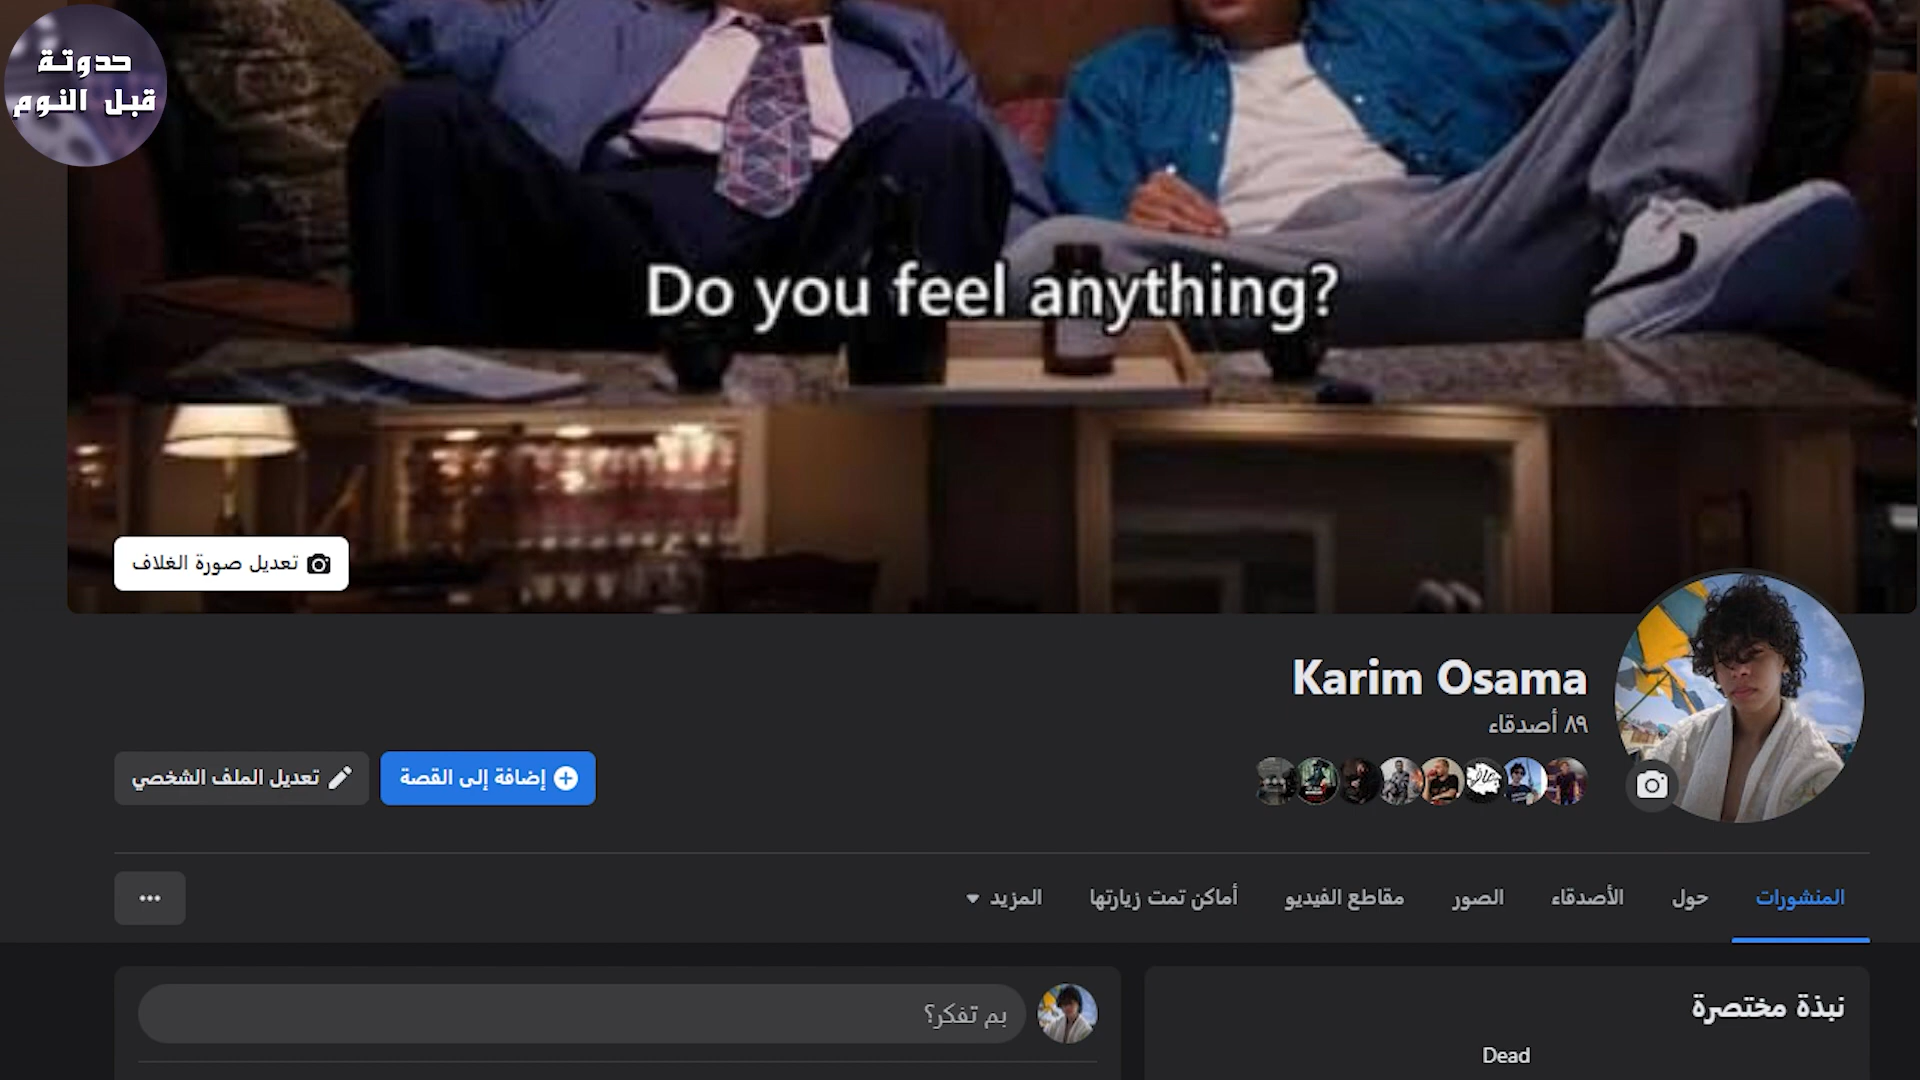 حدوتة
قبل النوم
Do you feel anything?
تعديل صورة الغلاف
Karim Osama
٨٩ أصدقاء
إضافة إلى القصة
تعديل الملف الشخصي
المنشورات
حول
الأصدقاء
الصور
مقاطع الفيديو
أماكن تمت زيارتها
المزيد
نبذة مختصرة
Dead
بم تفكر؟